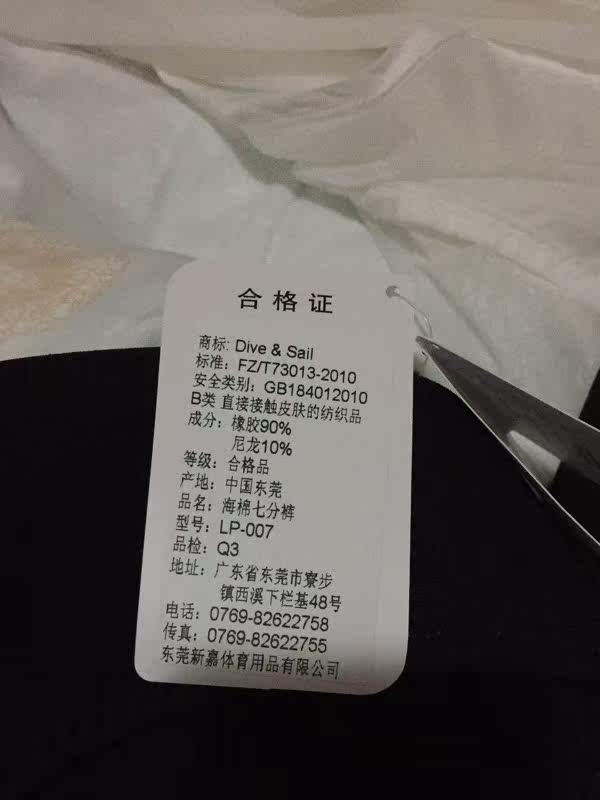 合格证
商标: Dive & Sail
标准: FZ/T73013-2010
安全类别: GB184012010
B类 直接接触皮肤的纺织品
成分: 橡胶90%
尼龙10%
等级: 合格品
产地: 中国东莞
品名: 海棉七分裤
型号: LP-007
品检: Q3
地址: 广东省东莞市寮步
镇西溪下栏基48号
电话: 0769-82622758
传真: 0769-82622755
东莞新嘉体育用品有限公司